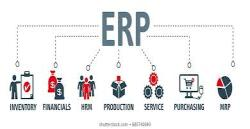 ERP
INVENTORY FINANCIALS HRM PRODUCTION SERVICE PURCHASING MRP